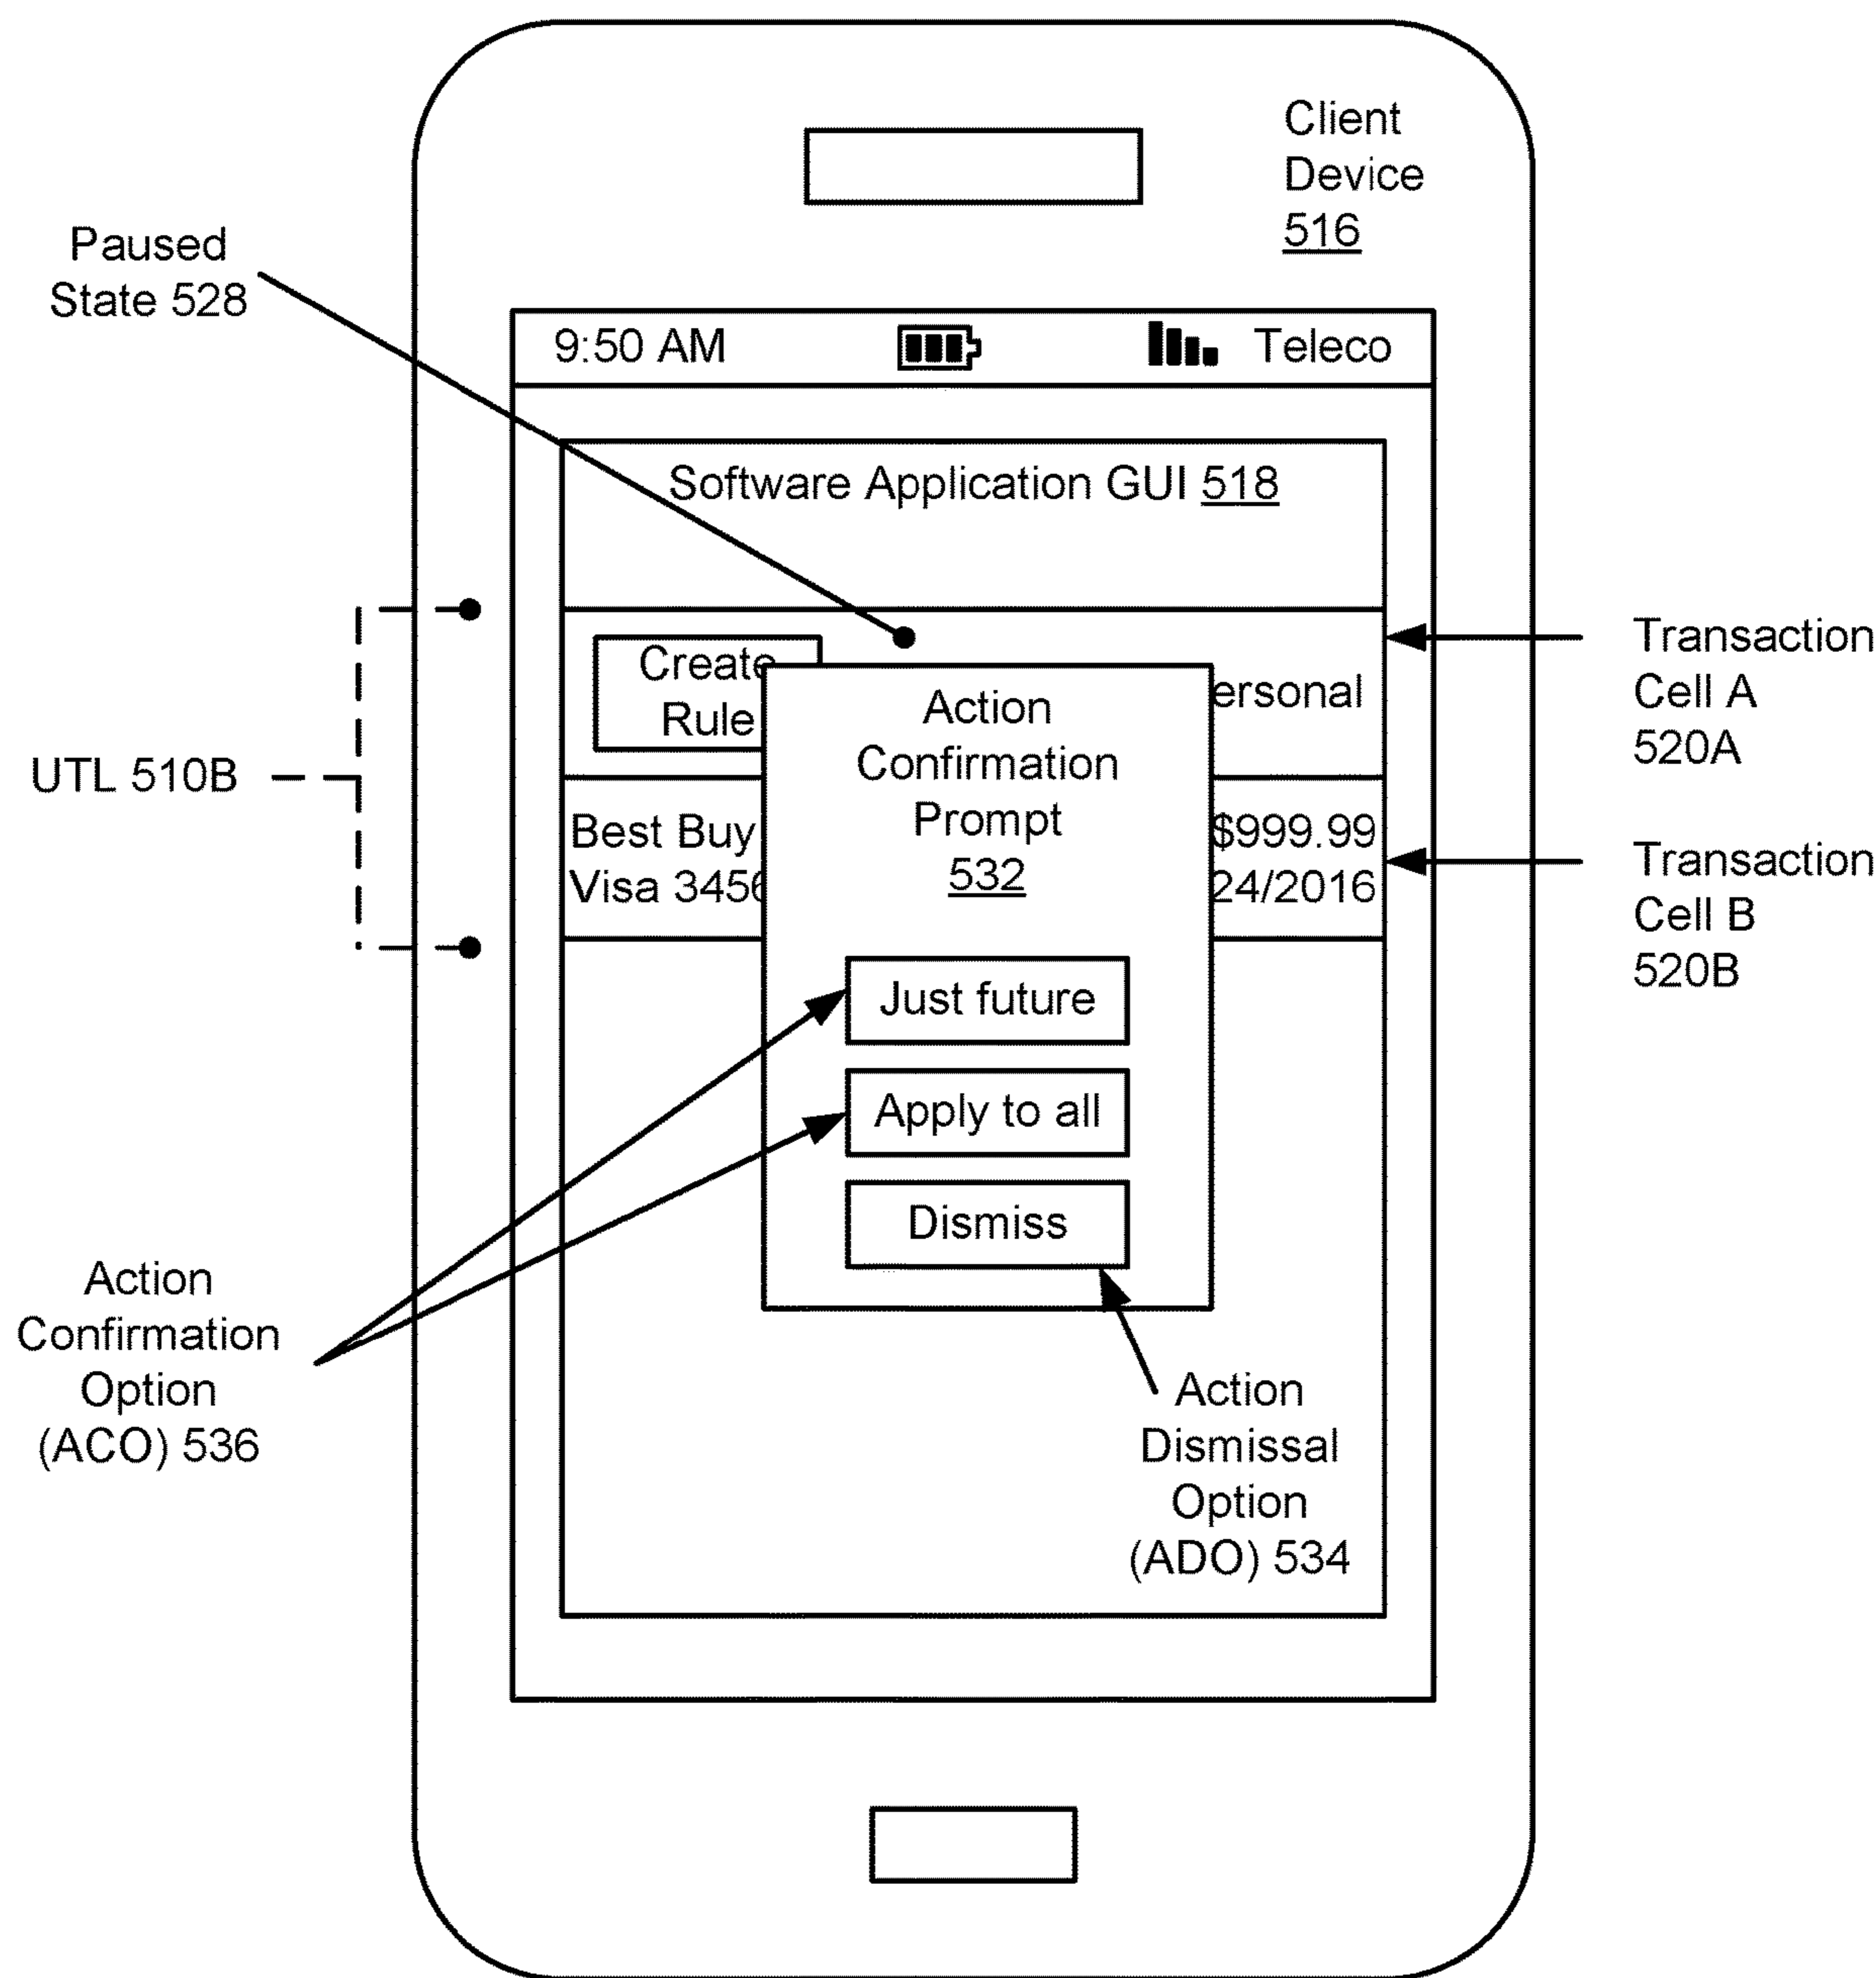 Client
Device
516
Paused
State 528
9:50 AM
Teleco
Software Application GUI 518
Create
Rule
ersonal
Transaction
Cell A
520A
UTL 510B
Best Buy
Visa 3456
$999.99
24/2016
Transaction
Cell B
520B
Action
Confirmation
Prompt
532
Just future
Apply to all
Dismiss
Action
Confirmation
Option
(ACO) 536
Action
Dismissal
Option
(ADO) 534